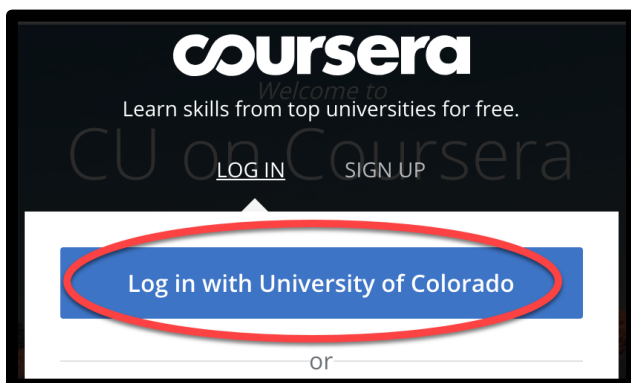 coursera
Welcome to
Learn skills from top universities for free.
CU on Coursera
LOG IN SIGN UP
Log in with University of Colorado
or